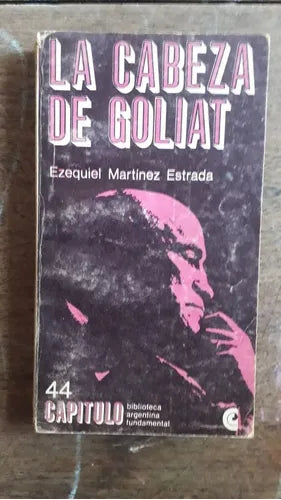 LA CABEZA
DE GOLIAT
Ezequiel Martínez Estrada
44
CAPITULO
biblioteca
argentina
fundamental